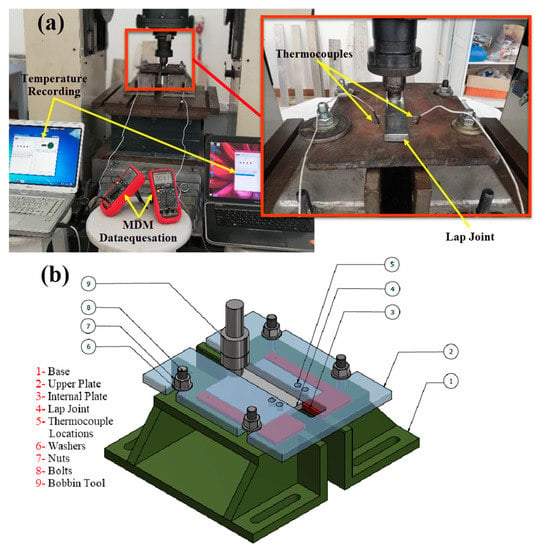 (a)
Thermocouples
Temperature
Recording
MDM
Dataequesation
Lap Joint
(b)
9
8
7
6
5
4
3
2
1
1- Base
2- Upper Plate
3- Internal Plate
4- Lap Joint
5- Thermocouple
Locations
6- Washers
7- Nuts
8- Bolts
9- Bobbin Tool